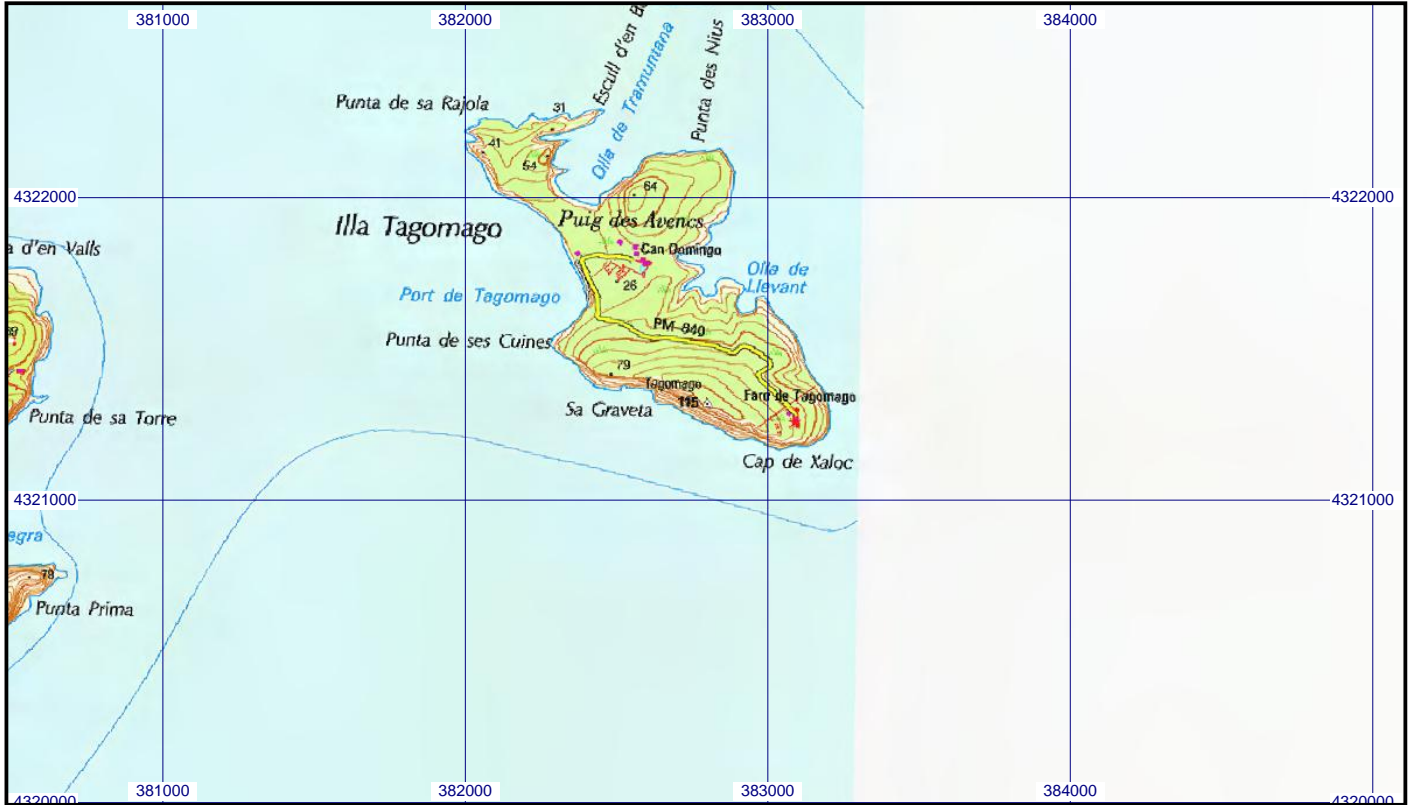 381000
382000
383000
384000
Escull d'en
Olla de Tramuntana
Punta des Nius
Punta de sa Rajola
31
41
54
64
4322000
4322000
Illa Tagomago
Puig des Avencs
a d'en Valls
Can Domingo
Olla de
Llevant
26
Port de Tagomago
PM-840
Punta de ses Cuines
79
Tagomago
115
Faro de Tagomago
Sa Graveta
Punta de sa Torre
Cap de Xaloc
4321000
4321000
egra
78
Punta Prima
381000
382000
383000
384000
4320000
4320000